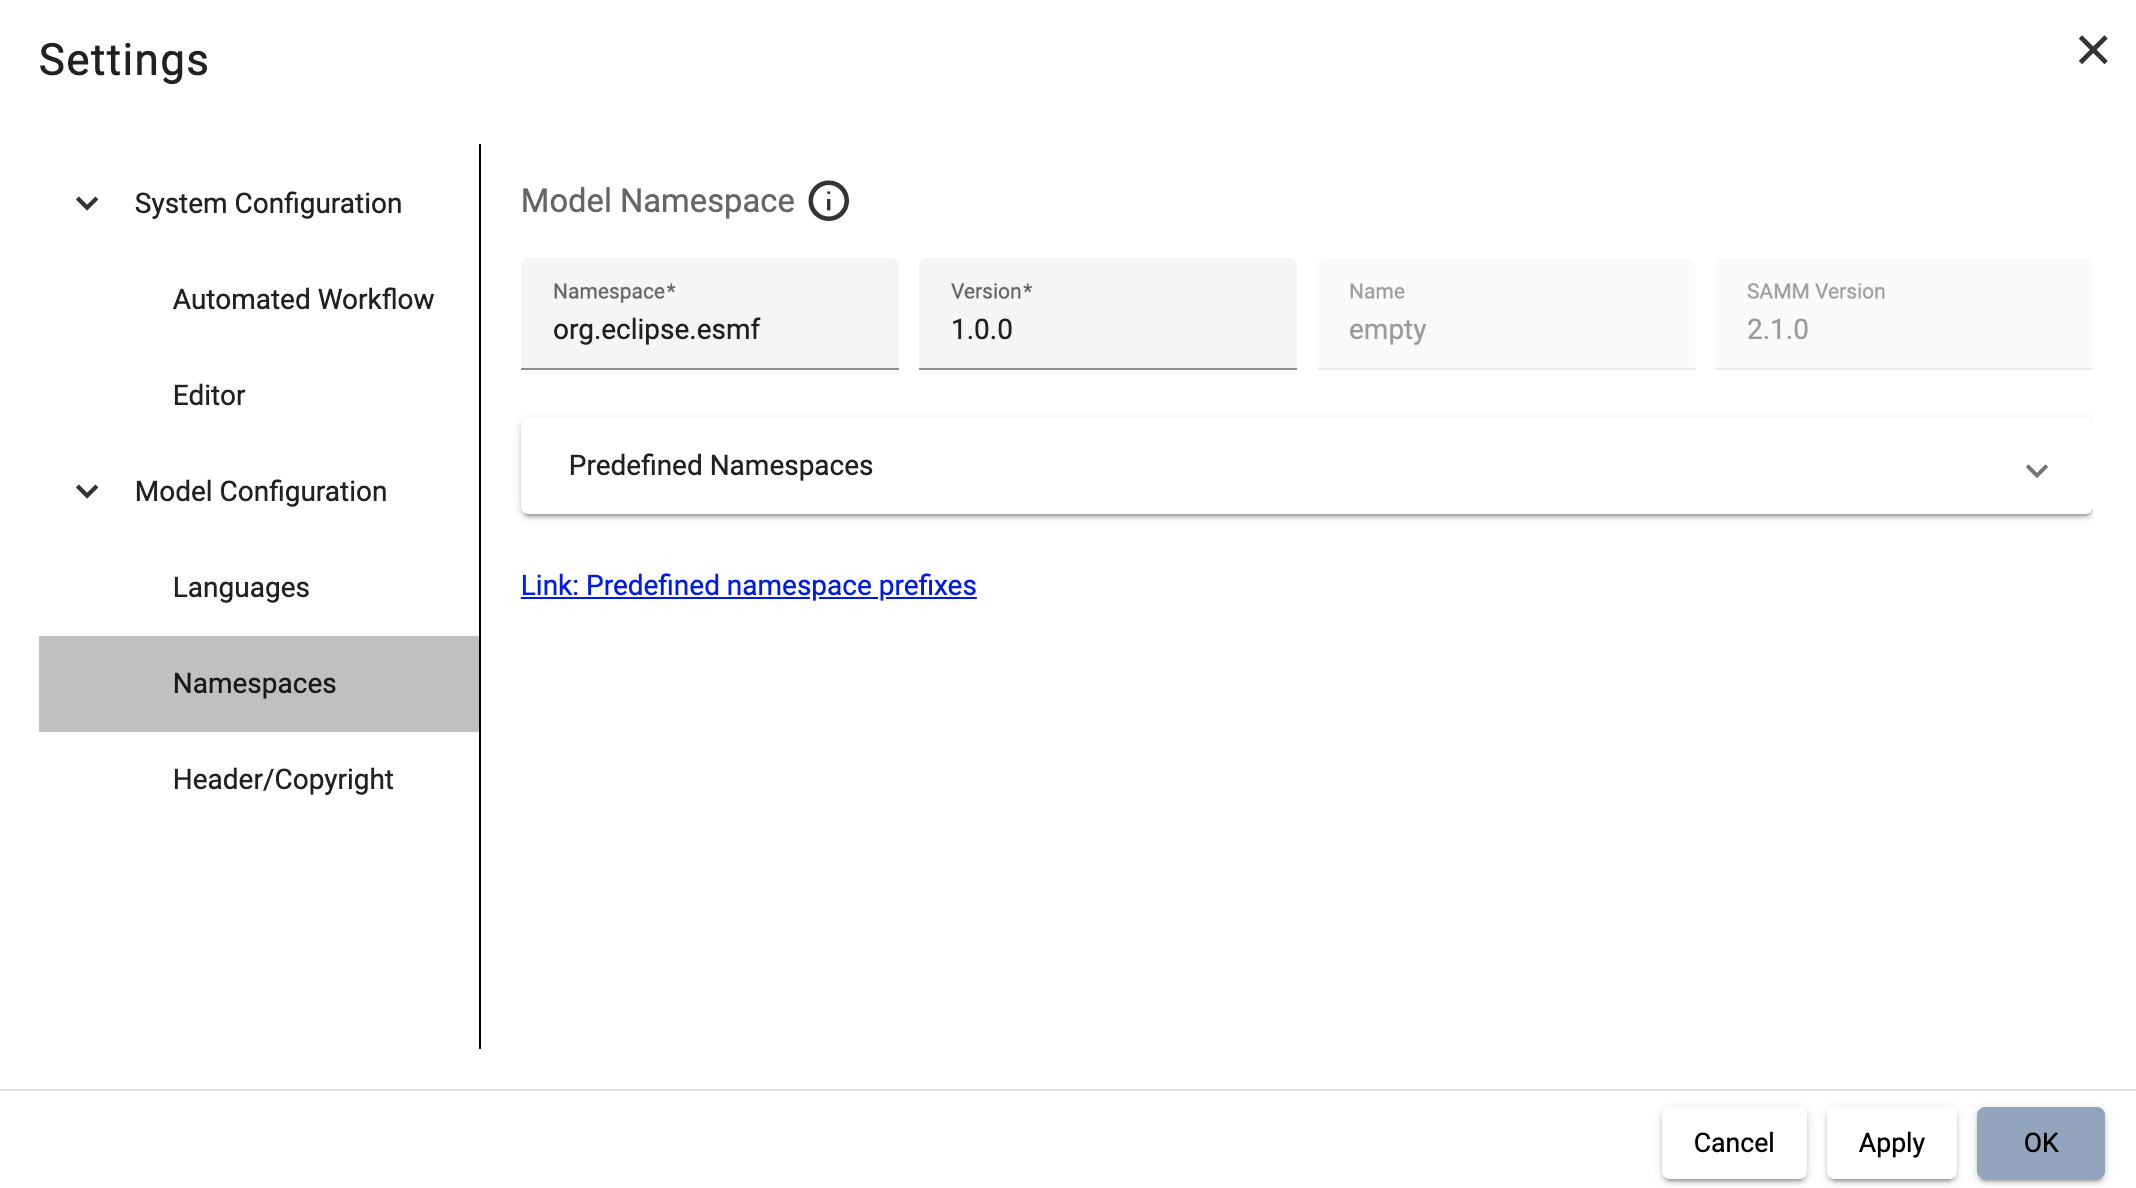 Settings
System Configuration
Automated Workflow
Editor
Model Configuration
Languages
Namespaces
Header/Copyright
Model Namespace
Namespace*
org.eclipse.esmf
Version*
1.0.0
Name
empty
SAMM Version
2.1.0
Predefined Namespaces
Link: Predefined namespace prefixes
Cancel
Apply
OK